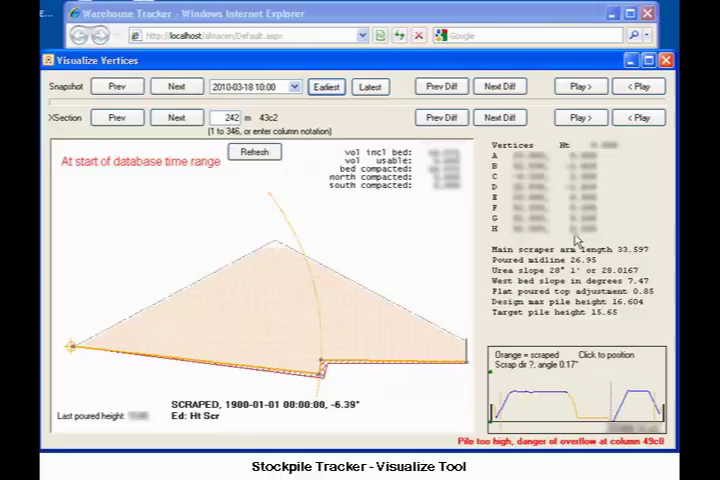 Warehouse Tracker - Windows Internet Explorer
http://localhost/almacen/Default.aspx
Google
Visualize Vertices
Snapshot Prev Next 2010-03-18 10:00 Earliest Latest Prev Diff Next Diff Play> < Play
XSection Prev Next 242 m 43c2 Prev Diff Next Diff Play> < Play
(1 to 346, or enter column notation)
At start of database time range
Refresh
vol incl bed:
vol usable:
bed compacted:
north compacted:
south compacted:
Vertices Ht
A
B
C
D
E
F
G
H
Main scraper arm length 33.597
Poured midline 26.95
Urea slope 28° 1' or 28.0167
West bed slope in degrees 7.47
Flat poured top adjustment 0.85
Design max pile height 16.604
Target pile height 15.65
Orange = scraped Click to position
Scrap dir ?, angle 0.17°
SCRAPED, 1900-01-01 00:00:00, -6.39°
Ed: Ht Scr
Last poured height:
Pile too high, danger of overflow at column 49c0
Stockpile Tracker - Visualize Tool